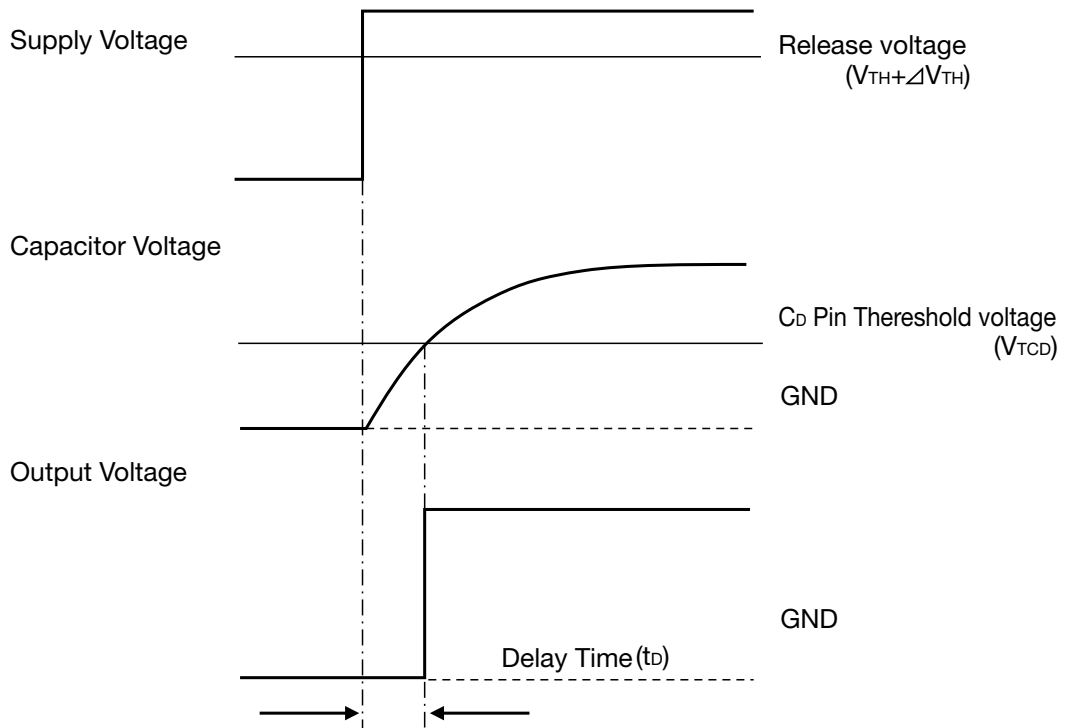 Supply Voltage
Release voltage
(VTH+⊿VTH)
Capacitor Voltage
CD Pin Thereshold voltage
(VTCD)
GND
Output Voltage
GND
Delay Time (tD)